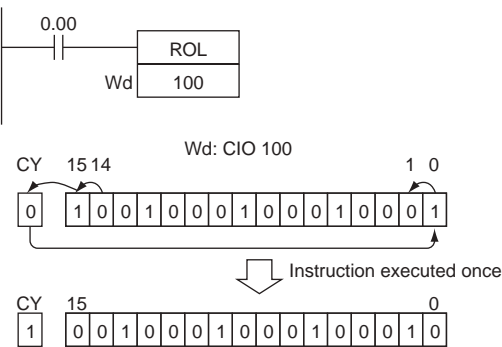 0.00
ROL
Wd 100
Wd: CIO 100
CY 15 14 1 0
0 1 0 0 1 0 0 0 1 0 0 0 1 0 0 0 1
Instruction executed once
CY 15 0
1 0 0 1 0 0 0 1 0 0 0 1 0 0 0 1 0